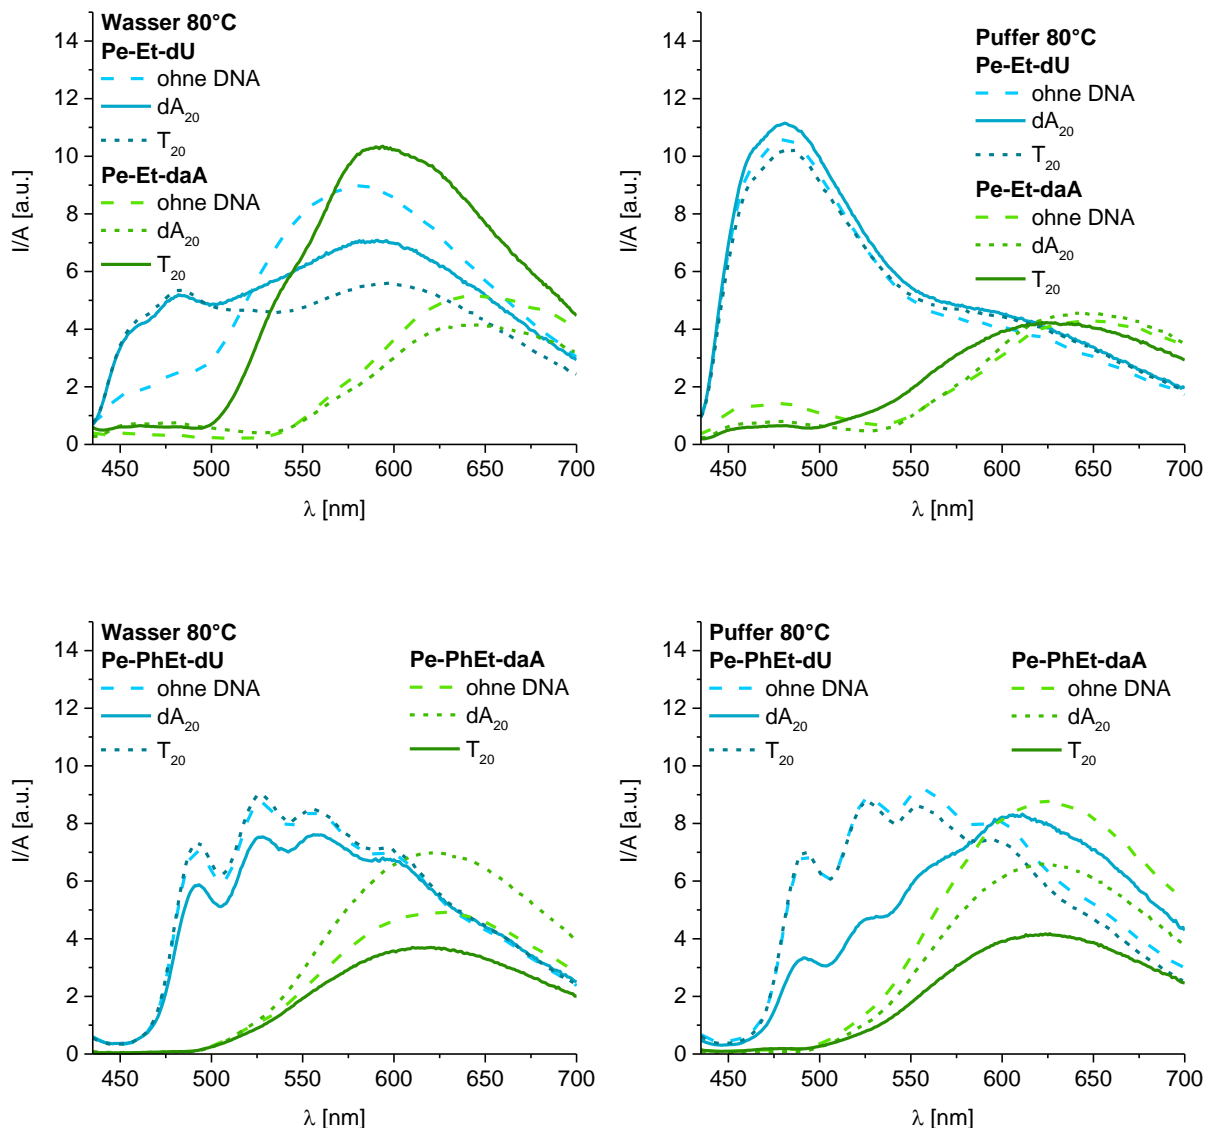 Wasser 80°C
Pe-Et-dU
ohne DNA
dA20
T20
Pe-Et-daA
ohne DNA
dA20
T20
14
12
10
8
6
4
2
0
I/A [a.u.]
450 500 550 600 650 700
λ [nm]
Puffer 80°C
Pe-Et-dU
ohne DNA
dA20
T20
Pe-Et-daA
ohne DNA
dA20
T20
14
12
10
8
6
4
2
0
I/A [a.u.]
450 500 550 600 650 700
λ [nm]
Wasser 80°C
Pe-PhEt-dU
ohne DNA
dA20
T20
Pe-PhEt-daA
ohne DNA
dA20
T20
14
12
10
8
6
4
2
0
I/A [a.u.]
450 500 550 600 650 700
λ [nm]
Puffer 80°C
Pe-PhEt-dU
ohne DNA
dA20
T20
Pe-PhEt-daA
ohne DNA
dA20
T20
14
12
10
8
6
4
2
0
I/A [a.u.]
450 500 550 600 650 700
λ [nm]